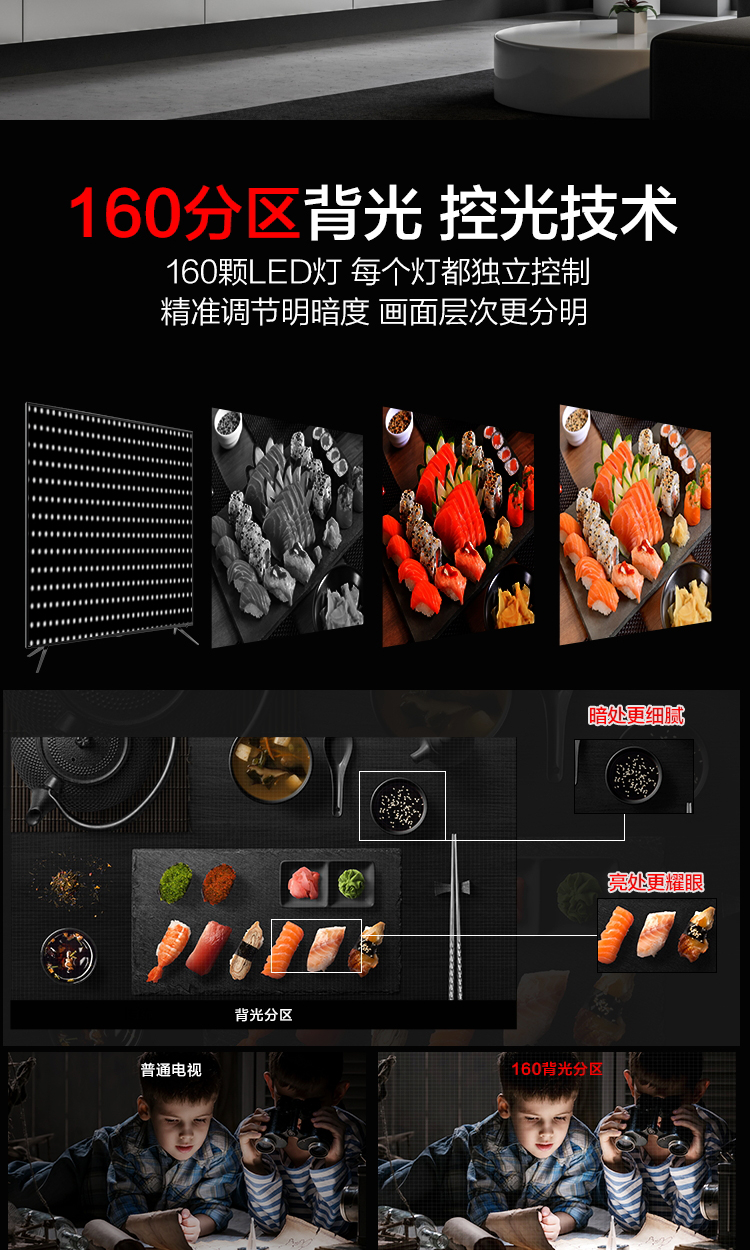 160分区背光 控光技术
160颗LED灯 每个灯都独立控制
精准调节明暗度 画面层次更分明
暗处更细腻
亮处更耀眼
背光分区
普通电视
160背光分区